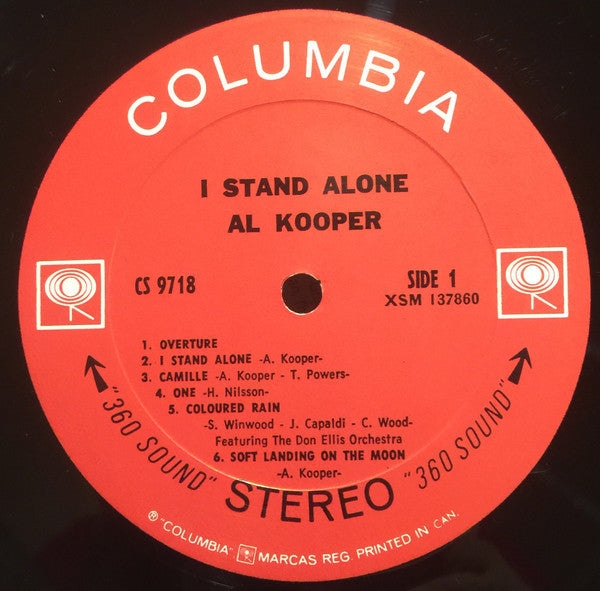 COLUMBIA
I STAND ALONE
AL KOOPER
CS 9718
SIDE 1
XSM 137860
1. OVERTURE
2. I STAND ALONE -A. Kooper-
3. CAMILLE -A. Kooper - T. Powers-
4. ONE -H. Nilsson-
5. COLOURED RAIN
-S. Winwood - J. Capaldi - C. Wood-
Featuring The Don Ellis Orchestra
6. SOFT LANDING ON THE MOON
-A. Kooper-
"360 SOUND" STEREO "360 SOUND"
℗ "COLUMBIA" MARCAS REG. PRINTED IN CAN.